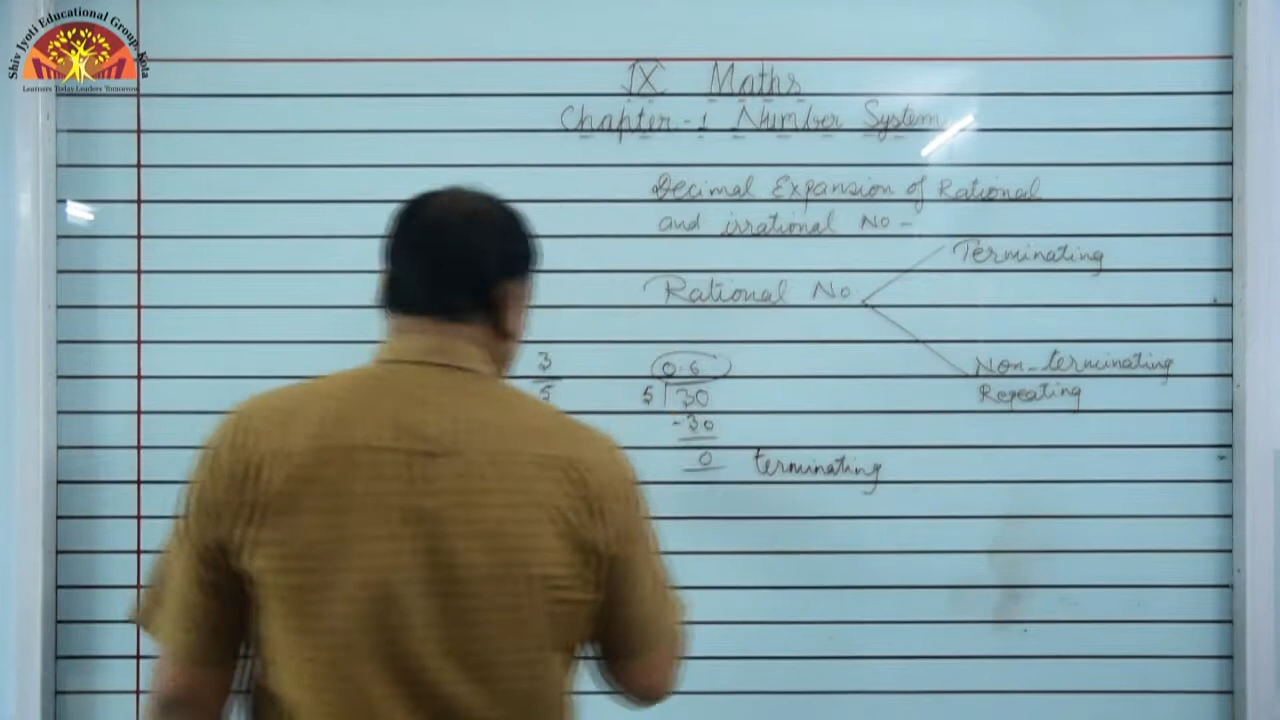 Shiv Jyoti Educational Group, Kota
Learners Today Leaders Tomorrow
IX Maths
Chapter-1 Number System
Decimal Expansion of Rational
and irrational No -
Terminating
Rational No
Non-terminating
Repeating
3
5
0.6
5 30
-30
0 terminating